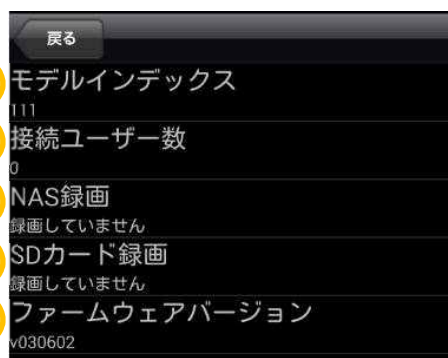 戻る
モデルインデックス
111
接続ユーザー数
0
NAS録画
録画していません
SDカード録画
録画していません
ファームウェアバージョン
v030602